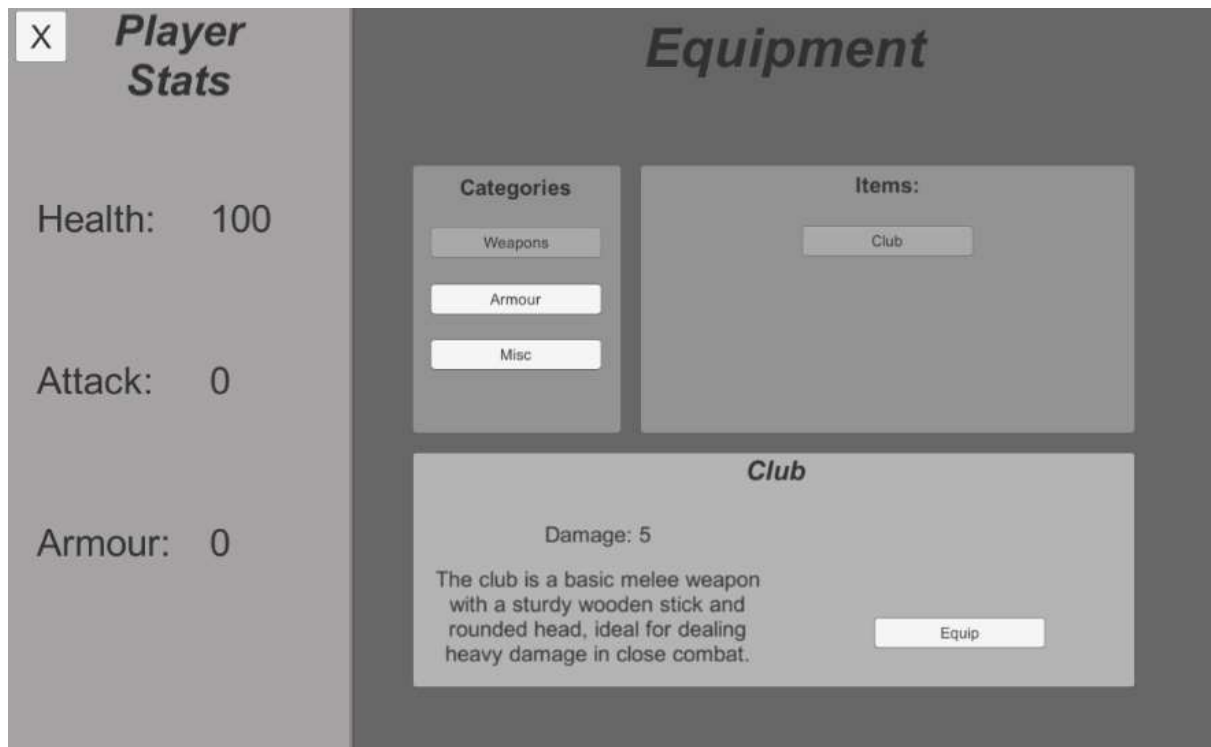 X
Player
Stats
Health: 100
Attack: 0
Armour: 0
Equipment
Categories
Weapons
Armour
Misc
Items:
Club
Club
Damage: 5
The club is a basic melee weapon
with a sturdy wooden stick and
rounded head, ideal for dealing
heavy damage in close combat.
Equip